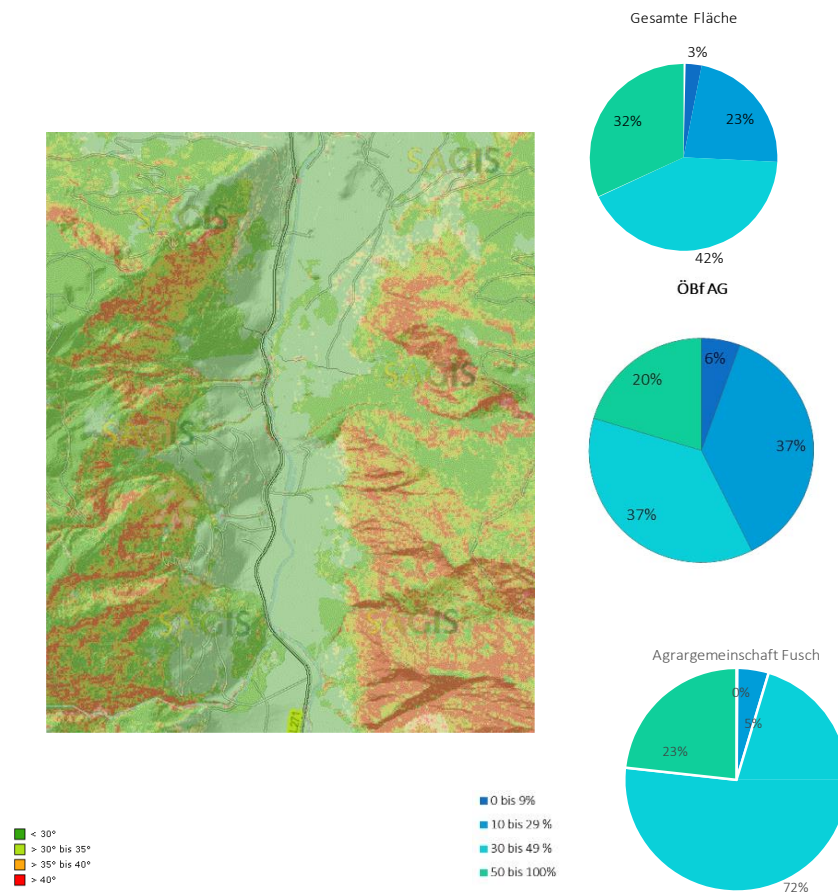 Gesamte Fläche
3%
23%
32%
42%
SAGIS
SAGIS
ÖBf AG
6%
20%
37%
37%
SAGIS
SAGIS
SAGIS
SAGIS
Agrargemeinschaft Fusch
0%
5%
23%
72%
L271
0 bis 9%
10 bis 29 %
30 bis 49 %
50 bis 100%
< 30°
> 30° bis 35°
> 35° bis 40°
> 40°